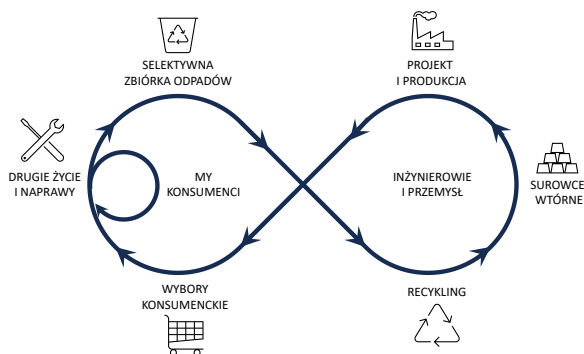 SELEKTYWNA
ZBIÓRKA ODPADÓW
PROJEKT
I PRODUKCJA
DRUGIE ŻYCIE
I NAPRAWY
MY
KONSUMENCI
INŻYNIEROWIE
I PRZEMYSŁ
SUROWCE
WTÓRNE
WYBORY
KONSUMENCKIE
RECYKLING